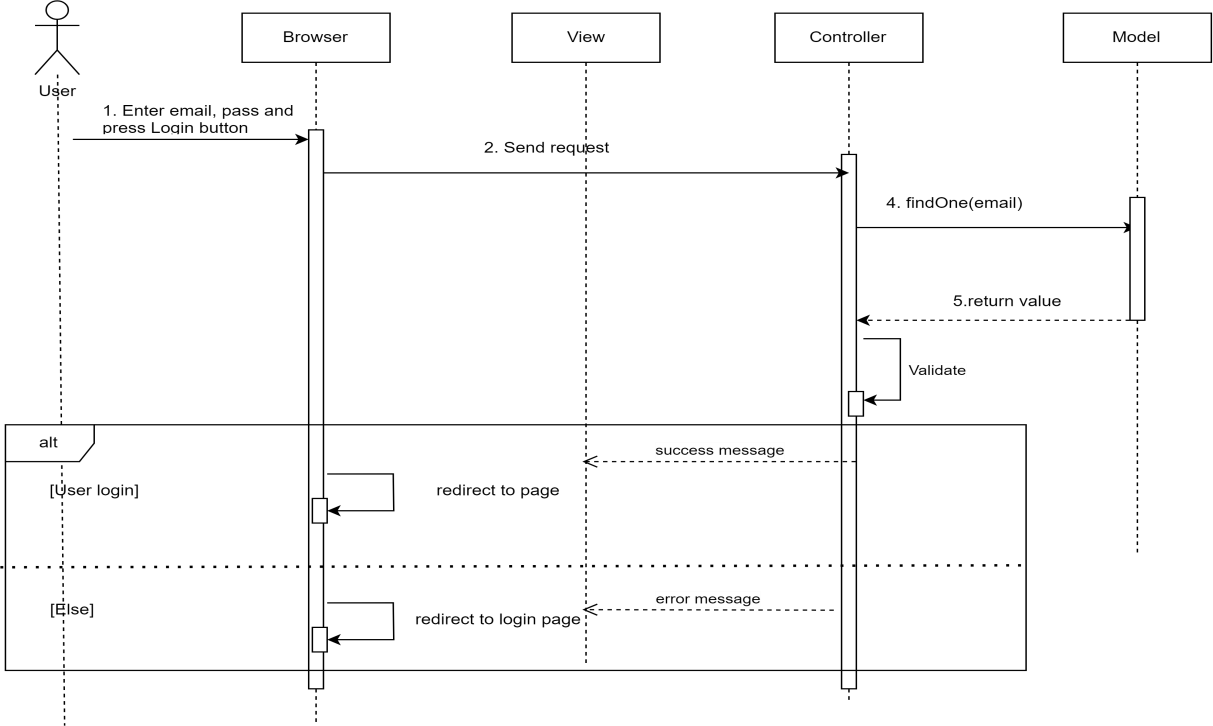 Browser
View
Controller
Model
User
1. Enter email, pass and
press Login button
2. Send request
4. findOne(email)
5.return value
Validate
alt
success message
[User login]
redirect to page
[Else]
error message
redirect to login page